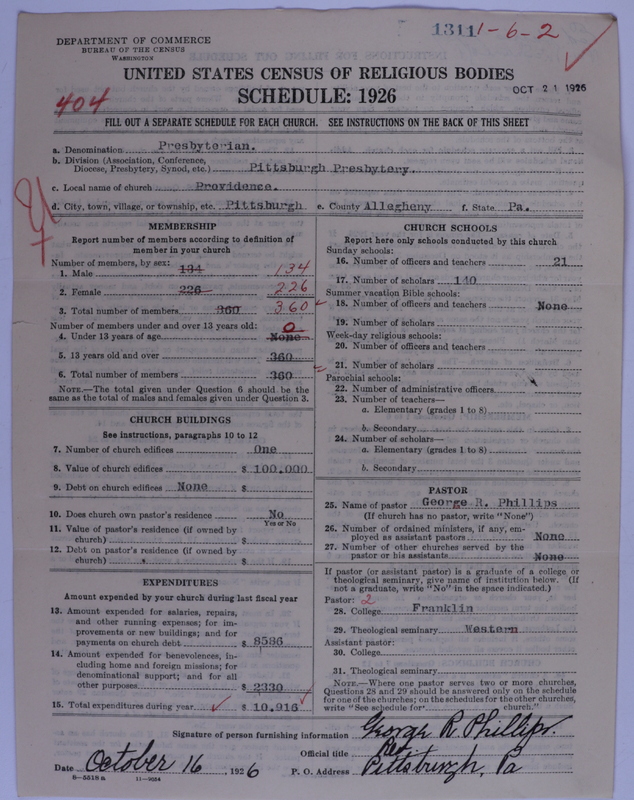 DEPARTMENT OF COMMERCE
BUREAU OF THE CENSUS
WASHINGTON
1311 1-6-2
UNITED STATES CENSUS OF RELIGIOUS BODIES
SCHEDULE: 1926
OCT 21 1926
404
FILL OUT A SEPARATE SCHEDULE FOR EACH CHURCH. SEE INSTRUCTIONS ON THE BACK OF THIS SHEET
a. Denomination Presbyterian.
b. Division (Association, Conference,
Diocese, Presbytery, Synod, etc.) Pittsburgh Presbytery.
c. Local name of church Providence.
d. City, town, village, or township, etc. Pittsburgh e. County Allegheny f. State Pa.
MEMBERSHIP
Report number of members according to definition of
member in your church
Number of members, by sex:
1. Male 134 134
2. Female 226 226
3. Total number of members 360 360
Number of members under and over 13 years old: 0
4. Under 13 years of age None
5. 13 years old and over 360
6. Total number of members 360
NOTE.—The total given under Question 6 should be the
same as the total of males and females given under Question 3.
CHURCH BUILDINGS
See instructions, paragraphs 10 to 12
7. Number of church edifices One
8. Value of church edifices $ 100,000
9. Debt on church edifices None $
10. Does church own pastor's residence No
Yes or No
11. Value of pastor's residence (if owned by
church) $
12. Debt on pastor's residence (if owned by
church) $
EXPENDITURES
Amount expended by your church during last fiscal year
13. Amount expended for salaries, repairs,
and other running expenses; for im-
provements or new buildings; and for
payments on church debt $ 8586
14. Amount expended for benevolences, in-
cluding home and foreign missions; for
denominational support; and for all
other purposes $ 2330
15. Total expenditures during year $ 10,916
CHURCH SCHOOLS
Report here only schools conducted by this church
Sunday schools:
16. Number of officers and teachers 21
17. Number of scholars 140
Summer vacation Bible schools:
18. Number of officers and teachers None
19. Number of scholars
Week-day religious schools:
20. Number of officers and teachers
21. Number of scholars
Parochial schools:
22. Number of administrative officers
23. Number of teachers—
a. Elementary (grades 1 to 8)
b. Secondary
24. Number of scholars—
a. Elementary (grades 1 to 8)
b. Secondary
PASTOR
25. Name of pastor George R. Phillips
(If church has no pastor, write "None")
26. Number of ordained ministers, if any, em-
ployed as assistant pastors None
27. Number of other churches served by the
pastor or his assistants None
If pastor (or assistant pastor) is a graduate of a college or
theological seminary, give name of institution below. (If
not a graduate, write "No" in the space indicated.)
Pastor: 2
28. College Franklin
29. Theological seminary Western
Assistant pastor:
30. College
31. Theological seminary
NOTE.—Where one pastor serves two or more churches,
Questions 28 and 29 should be answered only on the schedule
for one of the churches; on the schedules for the other churches,
write "See schedule for church."
Signature of person furnishing information George R Phillips.
Official title
Date October 16, 1926 P. O. Address Pittsburgh, Pa
8—5518 a 11—9024